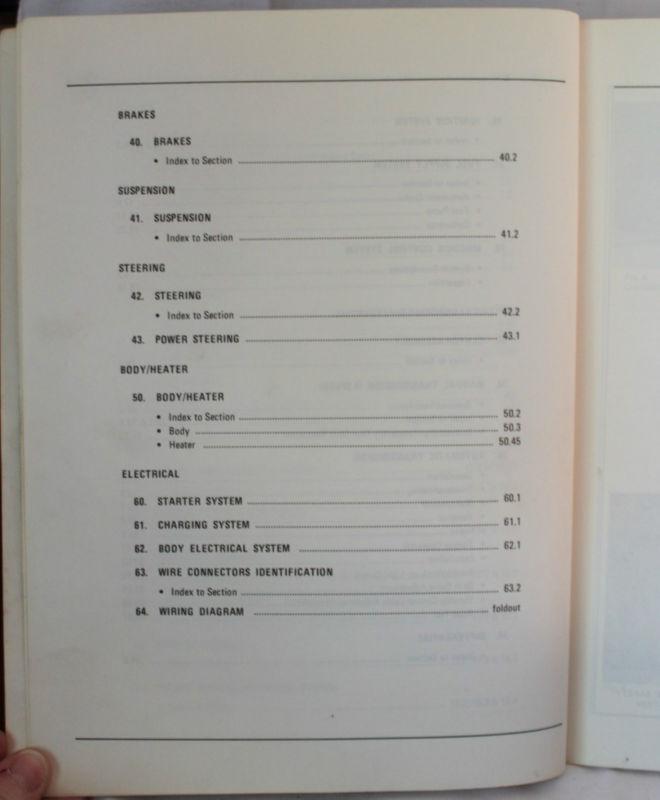 BRAKES
40. BRAKES
• Index to Section 40.2
SUSPENSION
41. SUSPENSION
• Index to Section 41.2
STEERING
42. STEERING
• Index to Section 42.2
43. POWER STEERING 43.1
BODY/HEATER
50. BODY/HEATER
• Index to Section 50.2
• Body 50.3
• Heater 50.45
ELECTRICAL
60. STARTER SYSTEM 60.1
61. CHARGING SYSTEM 61.1
62. BODY ELECTRICAL SYSTEM 62.1
63. WIRE CONNECTORS IDENTIFICATION
• Index to Section 63.2
64. WIRING DIAGRAM foldout